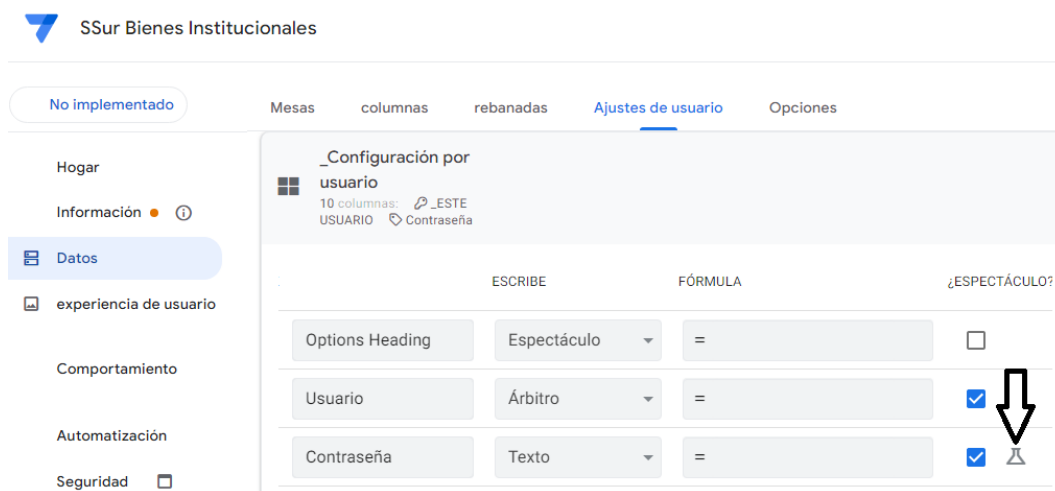 SSur Bienes Institucionales
No implementado
Mesas columnas rebanadas Ajustes de usuario Opciones
Hogar
Información
Datos
experiencia de usuario
Comportamiento
Automatización
Seguridad
_Configuración por
usuario
10 columnas: _ESTE
USUARIO Contraseña
ESCRIBE FÓRMULA ¿ESPECTÁCULO?
Options Heading Espectáculo =
Usuario Árbitro =
Contraseña Texto =